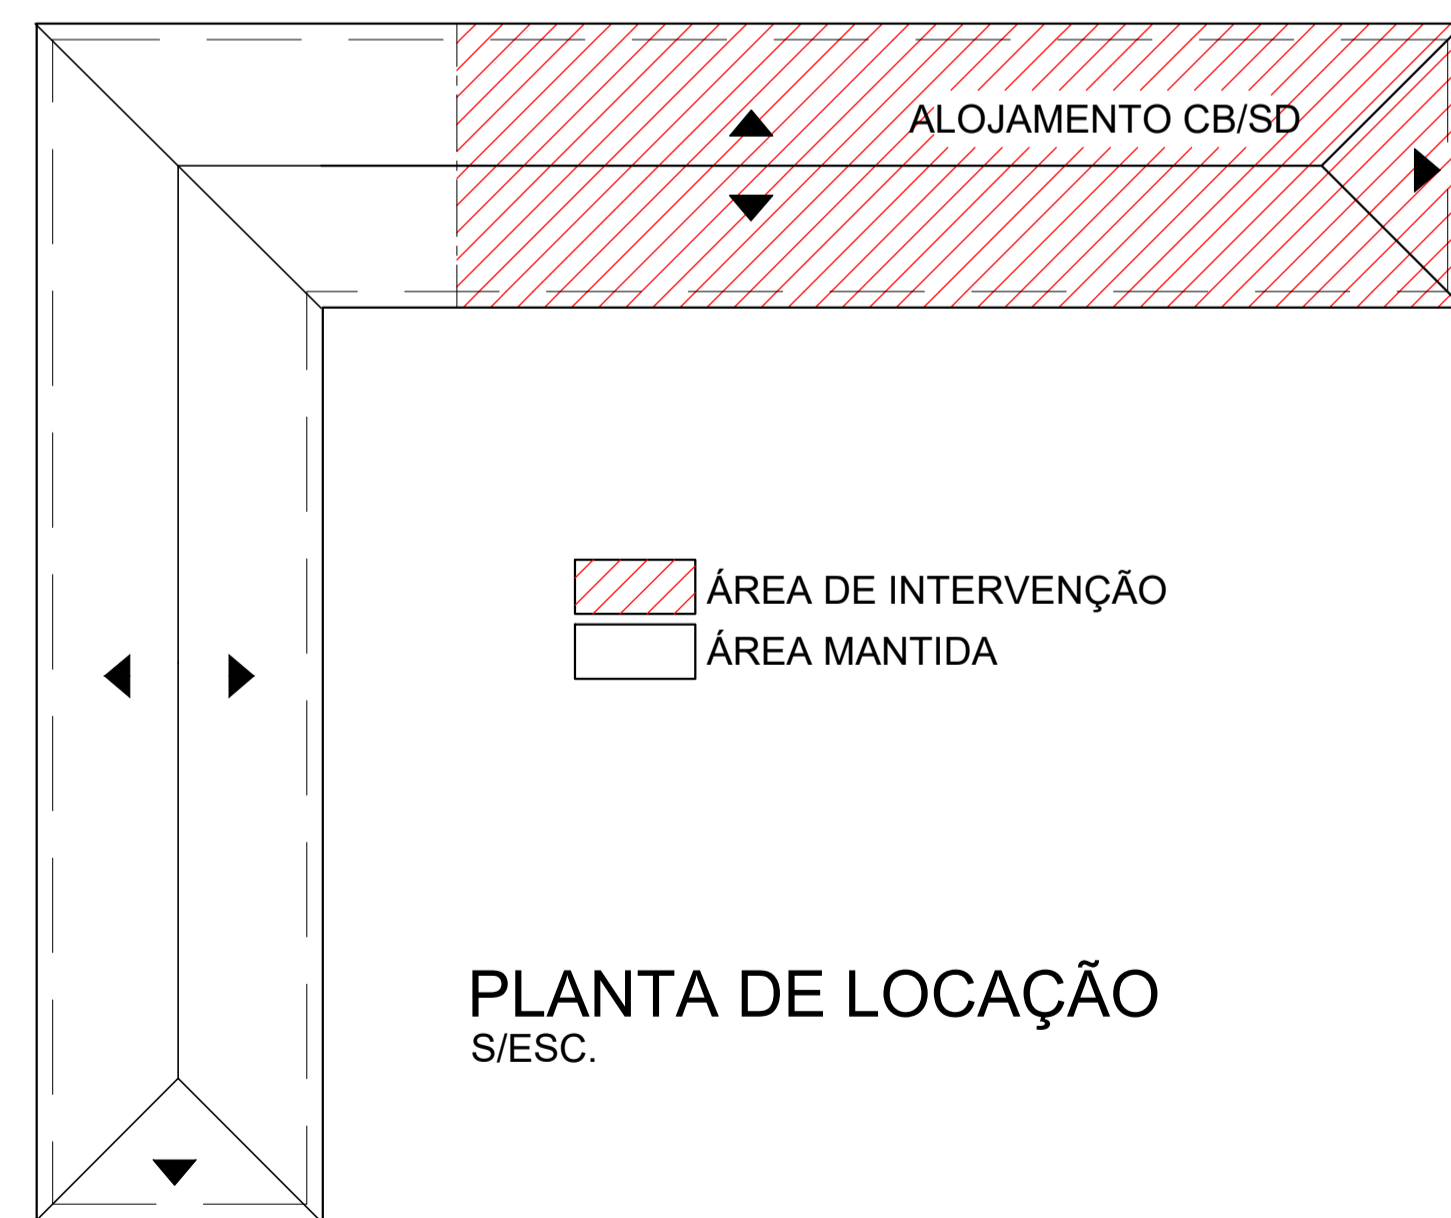 ALOJAMENTO CB/SD
ÁREA DE INTERVENÇÃO
ÁREA MANTIDA
PLANTA DE LOCAÇÃO
S/ESC.